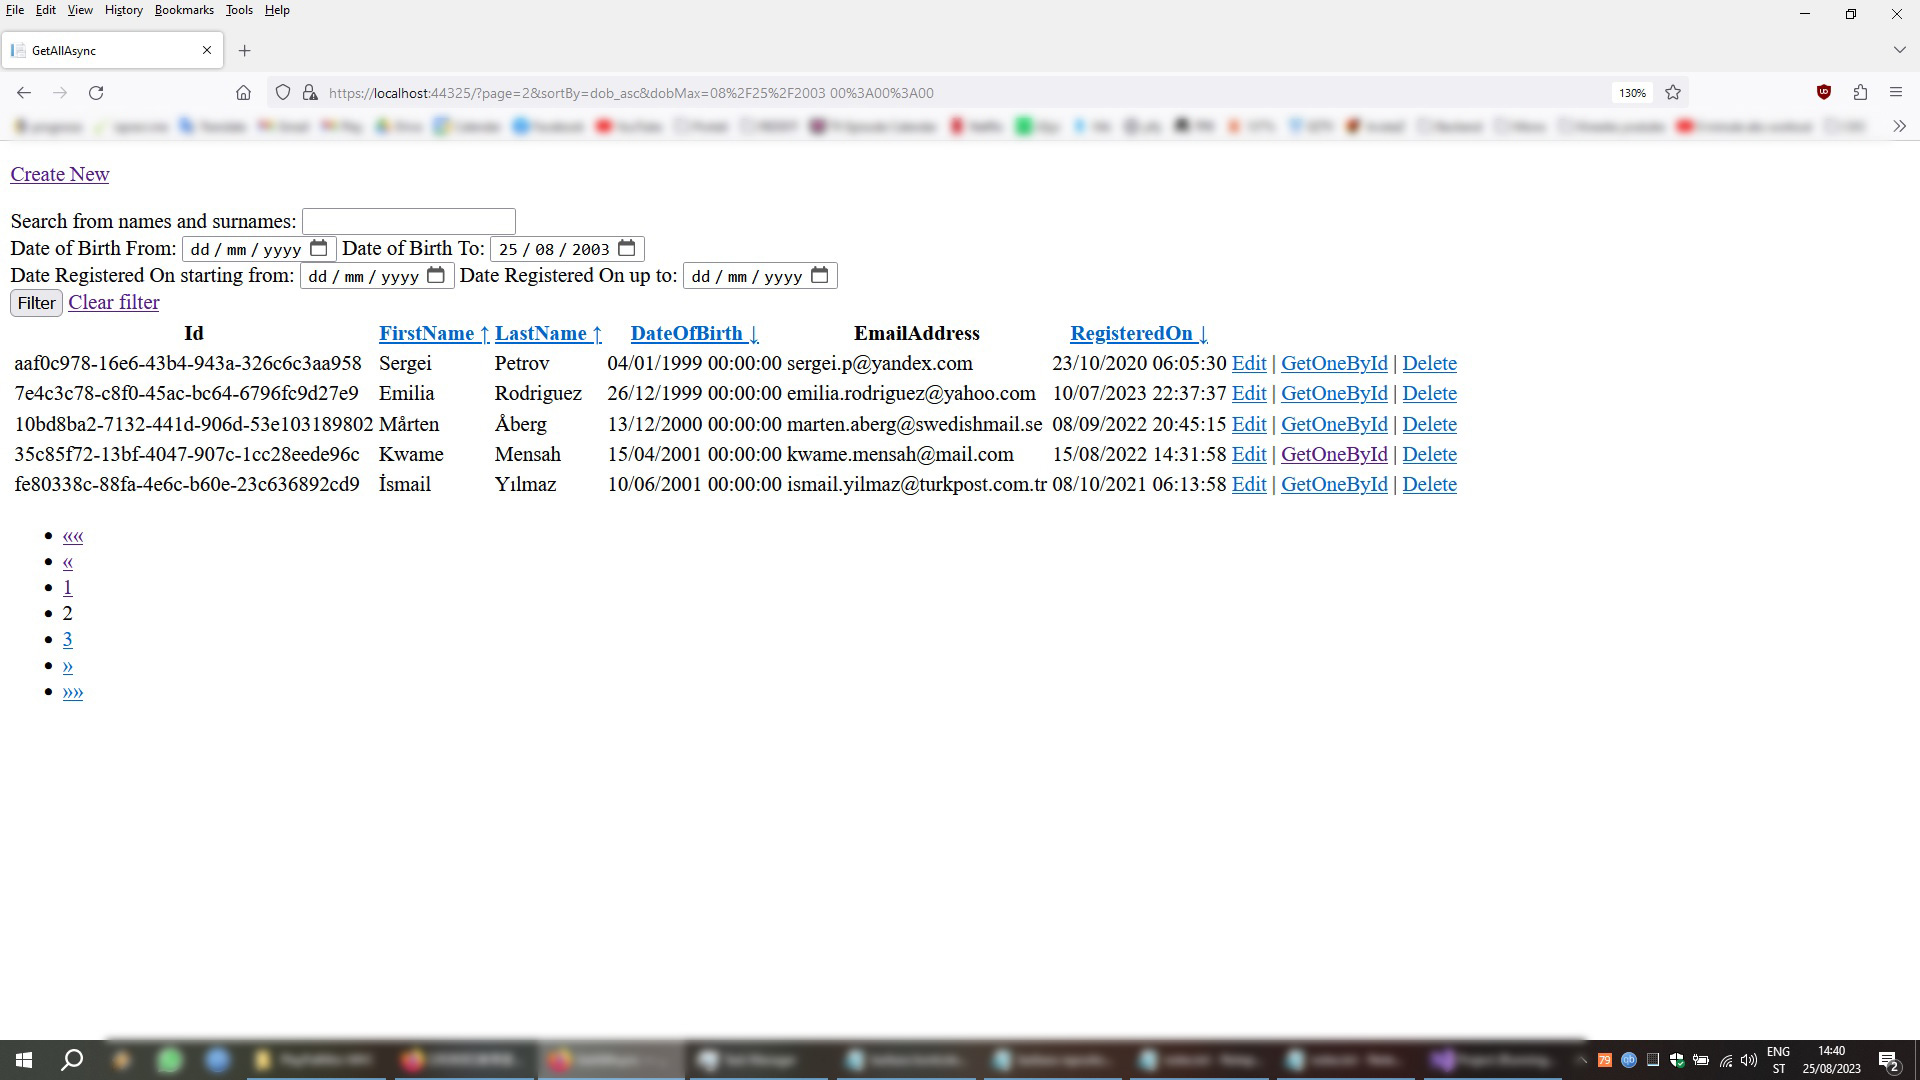 File Edit View History Bookmarks Tools Help
GetAllAsync
https://localhost:44325/?page=2&sortBy=dob_asc&dobMax=08%2F25%2F2003 00%3A00%3A00
130%
Create New
Search from names and surnames:
Date of Birth From: dd / mm / yyyy Date of Birth To: 25 / 08 / 2003
Date Registered On starting from: dd / mm / yyyy Date Registered On up to: dd / mm / yyyy
Filter Clear filter
Id FirstName ↑ LastName ↑ DateOfBirth ↓ EmailAddress RegisteredOn ↓
aaf0c978-16e6-43b4-943a-326c6c3aa958 Sergei Petrov 04/01/1999 00:00:00 sergei.p@yandex.com 23/10/2020 06:05:30 Edit | GetOneById | Delete
7e4c3c78-c8f0-45ac-bc64-6796fc9d27e9 Emilia Rodriguez 26/12/1999 00:00:00 emilia.rodriguez@yahoo.com 10/07/2023 22:37:37 Edit | GetOneById | Delete
10bd8ba2-7132-441d-906d-53e103189802 Mårten Åberg 13/12/2000 00:00:00 marten.aberg@swedishmail.se 08/09/2022 20:45:15 Edit | GetOneById | Delete
35c85f72-13bf-4047-907c-1cc28eede96c Kwame Mensah 15/04/2001 00:00:00 kwame.mensah@mail.com 15/08/2022 14:31:58 Edit | GetOneById | Delete
fe80338c-88fa-4e6c-b60e-23c636892cd9 İsmail Yılmaz 10/06/2001 00:00:00 ismail.yilmaz@turkpost.com.tr 08/10/2021 06:13:58 Edit | GetOneById | Delete
• ««
• «
• 1
• 2
• 3
• »
• »»
79
ENG 14:40
ST 25/08/2023
2